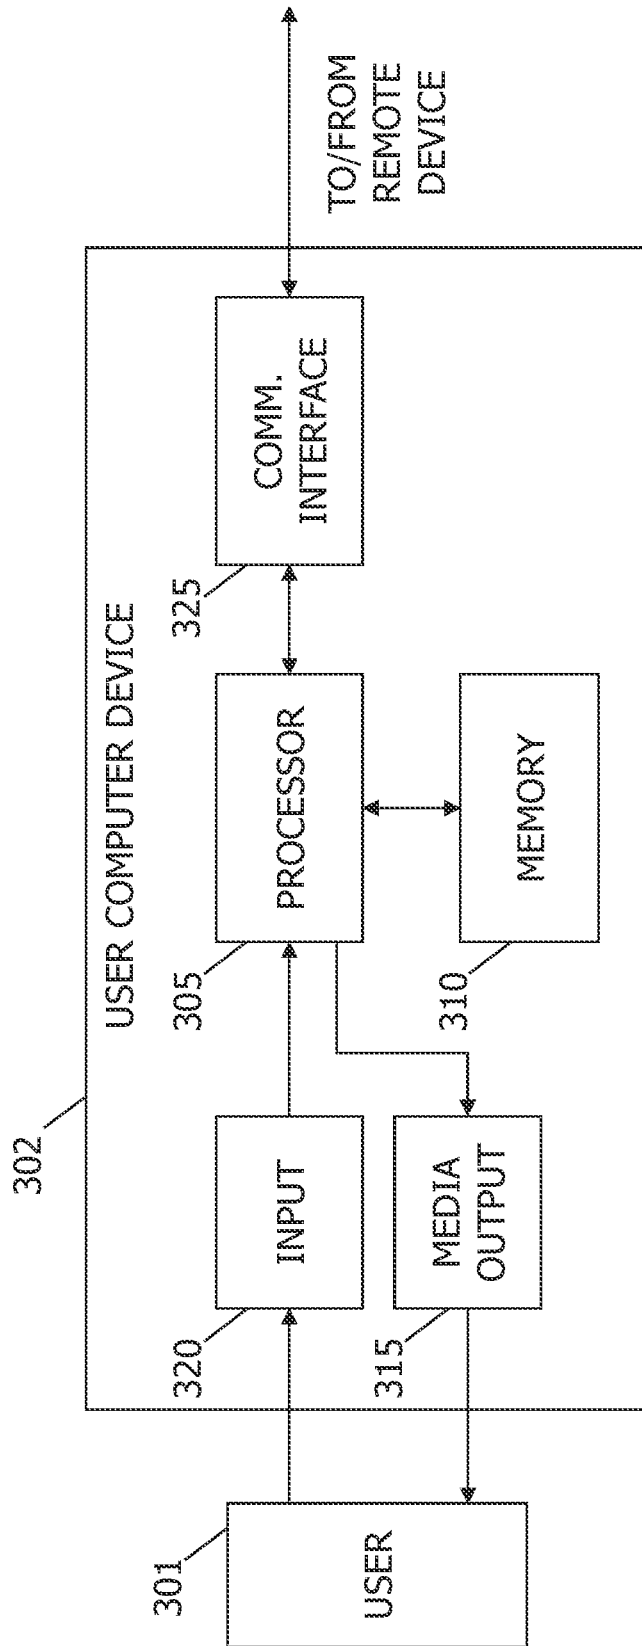 302
USER COMPUTER DEVICE
301
USER
320
INPUT
305
PROCESSOR
325
COMM.
INTERFACE
TO/FROM
REMOTE
DEVICE
315
MEDIA
OUTPUT
310
MEMORY